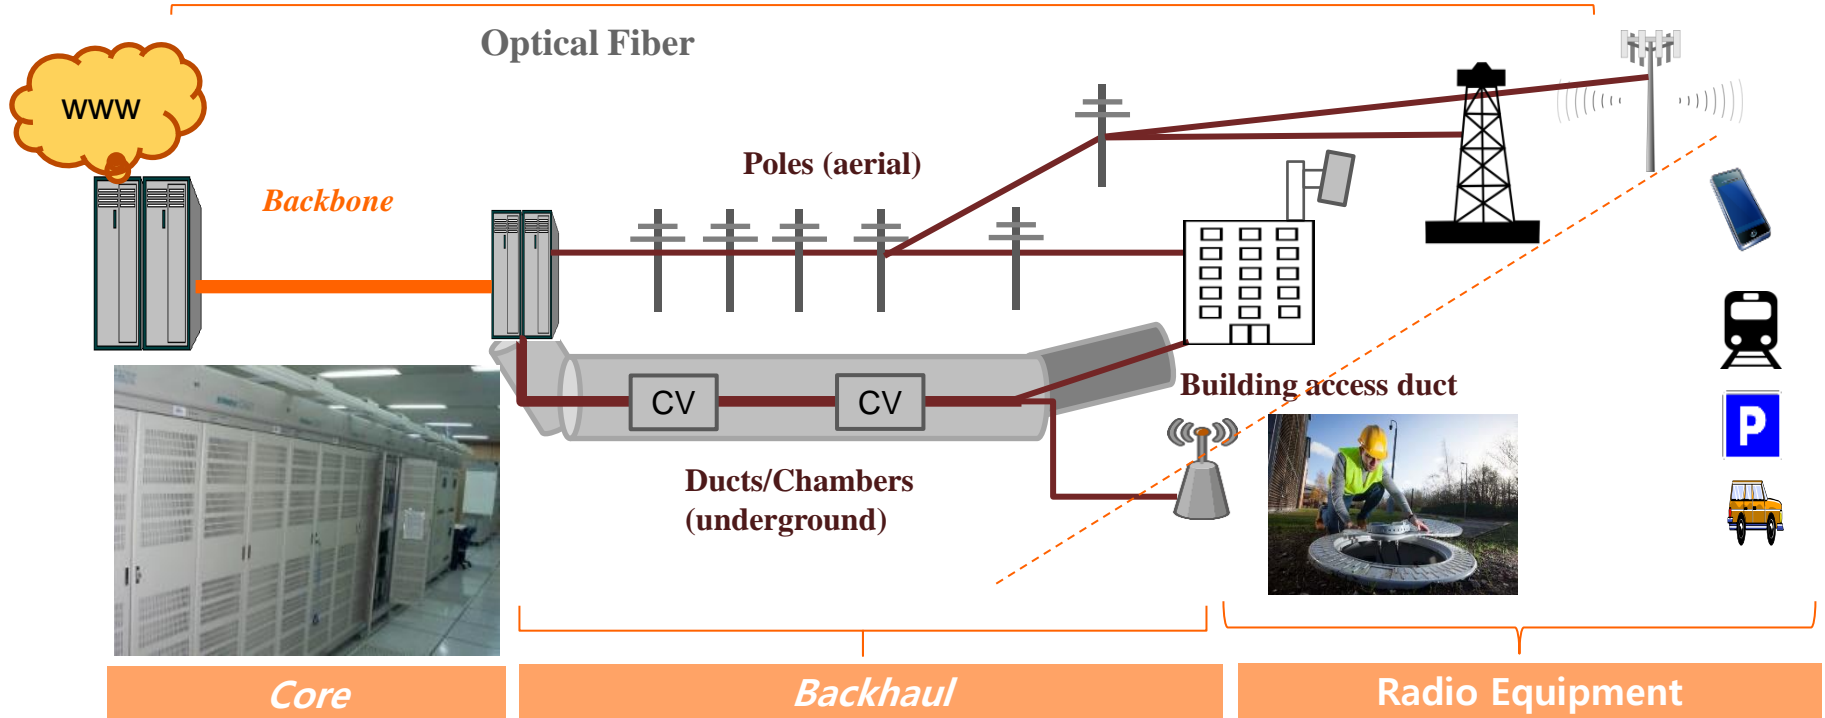 Optical Fiber
WWW
Backbone
Poles (aerial)
CV
CV
Building access duct
Ducts/Chambers
(underground)
P
Core
Backhaul
Radio Equipment